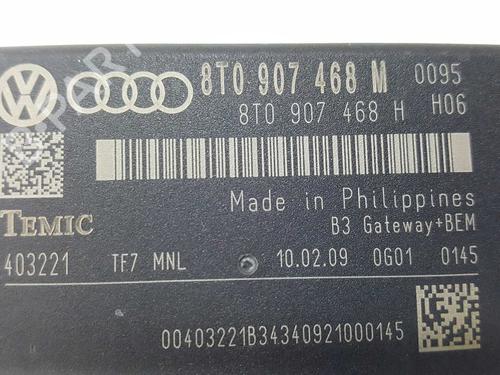 8T0 907 468 M 0095
8T0 907 468 H H06
Made in Philippines
TEMIC
B3 Gateway+BEM
403221 TF7 MNL 10.02.09 0G01 0145
00403221B34340921000145